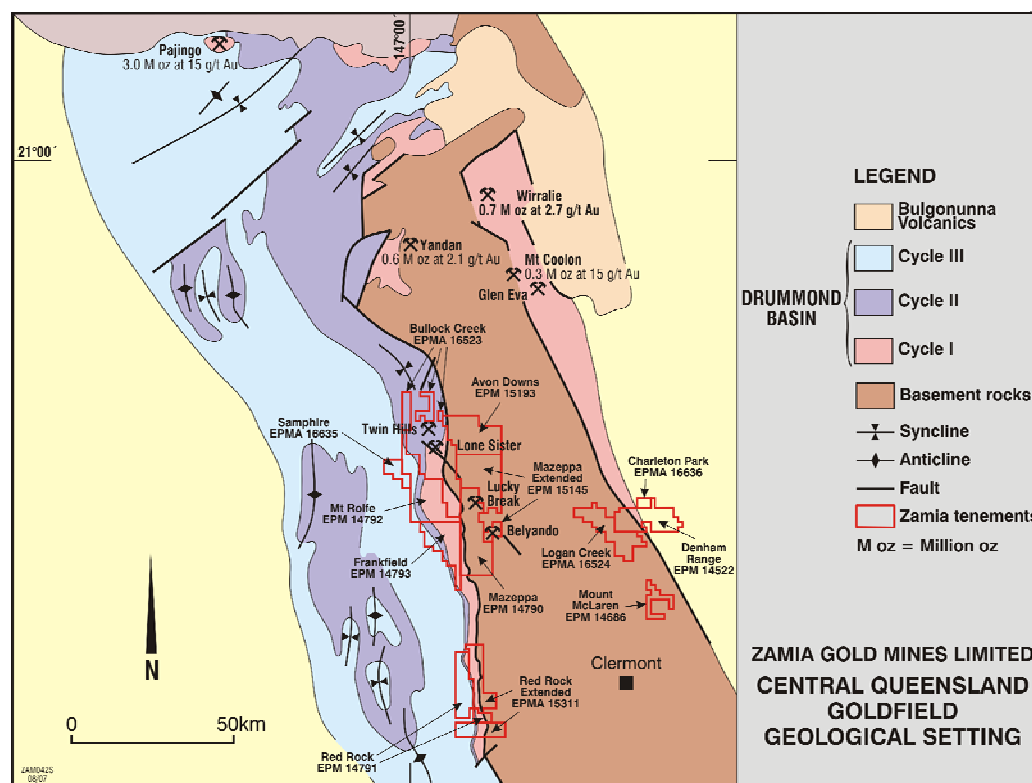 147°00´
Pajingo
3.0 M oz at 15 g/t Au
21°00´
Wirralie
0.7 M oz at 2.7 g/t Au
Yandan
0.6 M oz at 2.1 g/t Au
Mt Coolon
0.3 M oz at 15 g/t Au
Glen Eva
Bullock Creek
EPMA 16523
Avon Downs
EPM 15193
Samphire
EPMA 16635
Twin Hills
Lone Sister
Mazeppa
Extended
EPM 15145
Charleton Park
EPMA 16636
Lucky
Break
Mt Rolfe
EPM 14792
Belyando
Logan Creek
EPMA 16524
Denham
Range
EPM 14522
Frankfield
EPM 14793
Mazeppa
EPM 14790
Mount
McLaren
EPM 14686
Clermont
Red Rock
Extended
EPMA 15311
Red Rock
EPM 14791
N
0 50km
ZAM042S
08/07
LEGEND
Bulgonunna
Volcanics
DRUMMOND
BASIN
Cycle III
Cycle II
Cycle I
Basement rocks
Syncline
Anticline
Fault
Zamia tenements
M oz = Million oz
ZAMIA GOLD MINES LIMITED
CENTRAL QUEENSLAND
GOLDFIELD
GEOLOGICAL SETTING